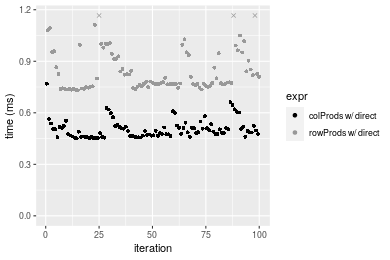 1.2
0.9
0.6
0.3
0.0
time (ms)
0
25
50
75
100
iteration
expr
colProds w/ direct
rowProds w/ direct